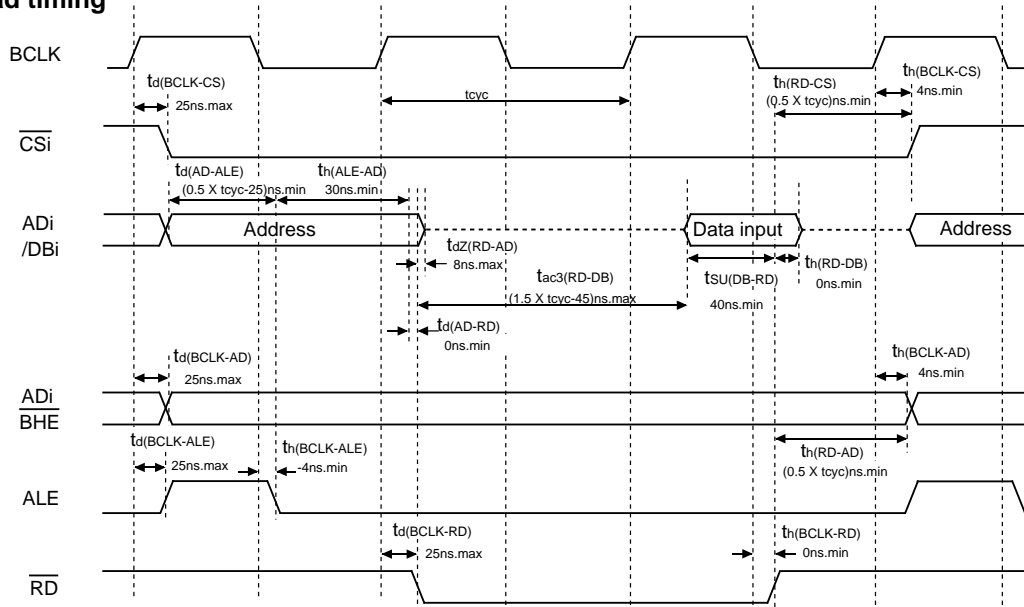 ad timing
BCLK
td(BCLK-CS)
25ns.max
tcyc
th(RD-CS)
(0.5 X tcyc)ns.min
th(BCLK-CS)
4ns.min
CSi
td(AD-ALE)
(0.5 X tcyc-25)ns.min
th(ALE-AD)
30ns.min
ADi
/DBi
Address
Data input
Address
tdZ(RD-AD)
8ns.max
tac3(RD-DB)
(1.5 X tcyc-45)ns.max
tSU(DB-RD)
40ns.min
th(RD-DB)
0ns.min
td(AD-RD)
0ns.min
td(BCLK-AD)
25ns.max
th(BCLK-AD)
4ns.min
ADi
BHE
td(BCLK-ALE)
25ns.max
th(BCLK-ALE)
-4ns.min
th(RD-AD)
(0.5 X tcyc)ns.min
ALE
td(BCLK-RD)
25ns.max
th(BCLK-RD)
0ns.min
RD